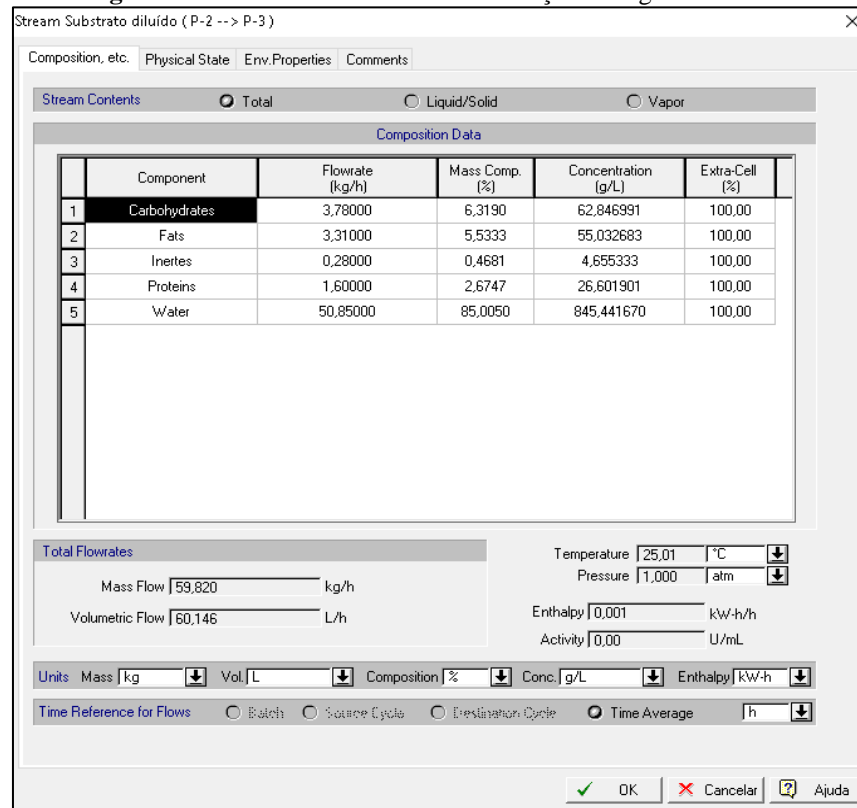 Stream Substrato diluído ( P-2 --> P-3 )
Composition, etc. Physical State Env.Properties Comments
Stream Contents Total Liquid/Solid Vapor
Composition Data
Component Flowrate (kg/h) Mass Comp. (%) Concentration (g/L) Extra-Cell (%)
1 Carbohydrates 3,78000 6,3190 62,846991 100,00
2 Fats 3,31000 5,5333 55,032683 100,00
3 Inertes 0,28000 0,4681 4,655333 100,00
4 Proteins 1,60000 2,6747 26,601901 100,00
5 Water 50,85000 85,0050 845,441670 100,00
Total Flowrates
Mass Flow 59,820 kg/h
Volumetric Flow 60,146 L/h
Temperature 25,01 °C
Pressure 1,000 atm
Enthalpy 0,001 kW-h/h
Activity 0,00 U/mL
Units Mass kg Vol. L Composition % Conc. g/L Enthalpy kW-h
Time Reference for Flows Batch Source Cycle Destination Cycle Time Average h
OK Cancelar Ajuda